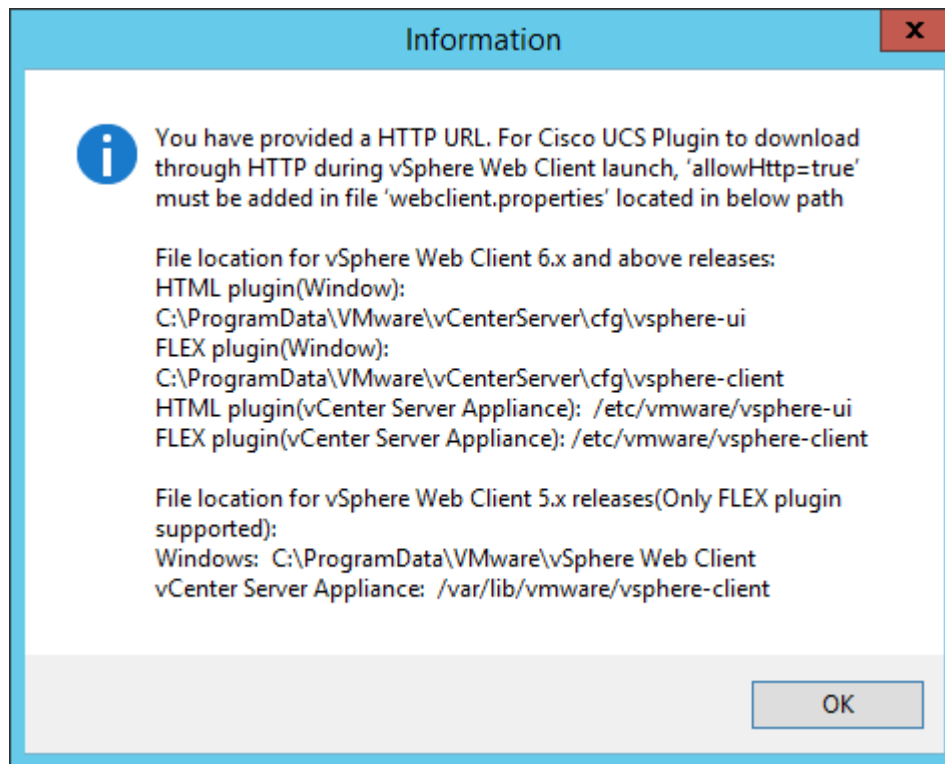 Information
x
i
You have provided a HTTP URL. For Cisco UCS Plugin to download
through HTTP during vSphere Web Client launch, ‘allowHttp=true’
must be added in file ‘webclient.properties’ located in below path
File location for vSphere Web Client 6.x and above releases:
HTML plugin(Window):
C:\ProgramData\VMware\vCenterServer\cfg\vsphere-ui
FLEX plugin(Window):
C:\ProgramData\VMware\vCenterServer\cfg\vsphere-client
HTML plugin(vCenter Server Appliance):  /etc/vmware/vsphere-ui
FLEX plugin(vCenter Server Appliance): /etc/vmware/vsphere-client
File location for vSphere Web Client 5.x releases(Only FLEX plugin
supported):
Windows:  C:\ProgramData\VMware\vSphere Web Client
vCenter Server Appliance:  /var/lib/vmware/vsphere-client
OK